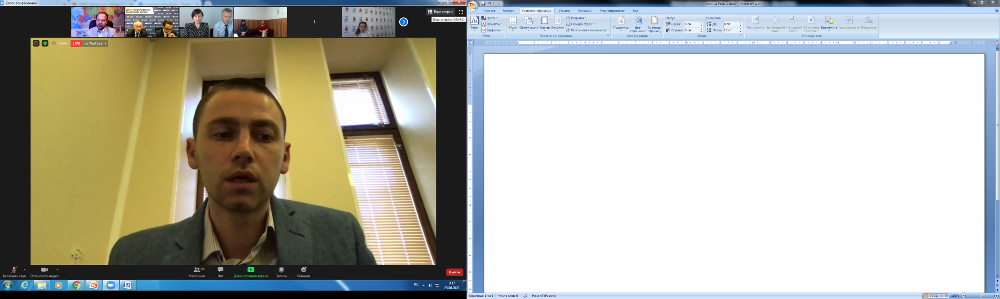 Zoom Конференция
ЦЕНТР ГОСУДАРСТВЕННОЙ
КАДАСТРОВОЙ ОЦЕНКИ
1
Вид галереи
Вид галереи (Alt+F2)
Запись
LIVE на YouTube
Включить звук
Остановить видео
65
Участники
Чат
Демонстрация экрана
Запись
Реакции
Выйти
RU
9:17
23.06.2020
скрины Рязань.docx - Microsoft Word
Главная Вставка Разметка страницы Ссылки Рассылки Рецензирование Вид
Темы
Цвета
Шрифты
Эффекты
Темы
Поля
Ориентация
Размер
Колонки
Разрывы
Номера строк
Расстановка переносов
Параметры страницы
Подложка
Цвет страницы
Границы страниц
Фон страницы
Отступ
Слева: 0 см
Справа: 0 см
Интервал
До: 0 пт
После: 10 пт
Абзац
Положение
На передний план
На задний план
Обтекание текстом
Выровнять
Группировать
Повернуть
Упорядочить
Страница: 1 из 1
Число слов: 0
Русский (Россия)
160%